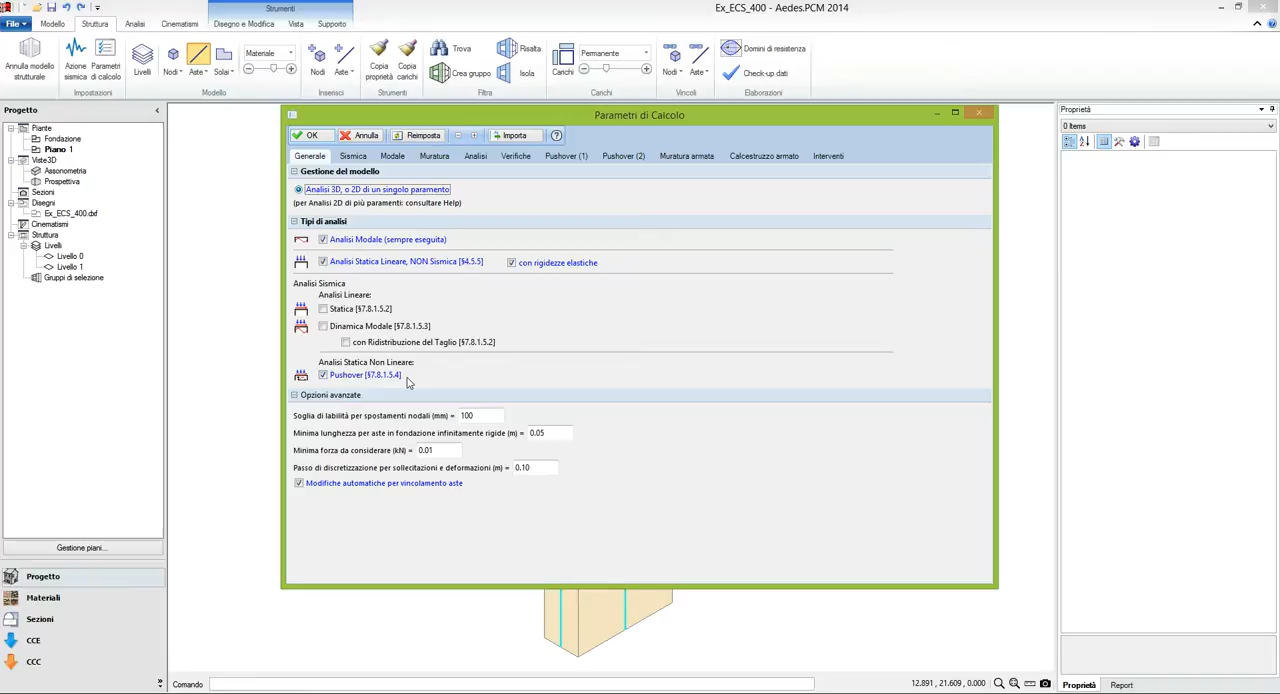 Strumenti
Ex_ECS_400 - Aedes.PCM 2014
File
Modello
Struttura
Analisi
Cinematismi
Disegno e Modifica
Vista
Supporto
Annulla modello
strutturale
Azione
sismica
Parametri
di calcolo
Impostazioni
Livelli
Nodi
Aste
Solai
Modello
Materiale
Nodi
Aste
Inserisci
Copia
proprietà
Copia
carichi
Strumenti
Trova
Crea gruppo
Risalta
Isola
Filtra
Carichi
Permanente
Carichi
Nodi
Aste
Vincoli
Domini di resistenza
Check-up dati
Elaborazioni
Progetto
Piante
Fondazione
Piano 1
Viste3D
Assonometria
Prospettiva
Sezioni
Disegni
Ex_ECS_400.dxf
Cinematismi
Struttura
Livelli
Livello 0
Livello 1
Gruppi di selezione
Gestione piani...
Progetto
Materiali
Sezioni
CCE
CCC
Parametri di Calcolo
OK
Annulla
Reimposta
Importa
Generale
Sismica
Modale
Muratura
Analisi
Verifiche
Pushover (1)
Pushover (2)
Muratura armata
Calcestruzzo armato
Interventi
Gestione del modello
Analisi 3D, o 2D di un singolo paramento
(per Analisi 2D di più paramenti: consultare Help)
Tipi di analisi
Analisi Modale (sempre eseguita)
Analisi Statica Lineare, NON Sismica [§4.5.5]
con rigidezze elastiche
Analisi Sismica
Analisi Lineare:
Statica [§7.8.1.5.2]
Dinamica Modale [§7.8.1.5.3]
con Ridistribuzione del Taglio [§7.8.1.5.2]
Analisi Statica Non Lineare:
Pushover [§7.8.1.5.4]
Opzioni avanzate
Soglia di labilità per spostamenti nodali (mm) = 100
Minima lunghezza per aste in fondazione infinitamente rigide (m) = 0.05
Minima forza da considerare (kN) = 0.01
Passo di discretizzazione per sollecitazioni e deformazioni (m) = 0.10
Modifiche automatiche per vincolamento aste
Comando
12.891 , 21.609 , 0.000
Proprietà
0 Items
Proprietà
Report